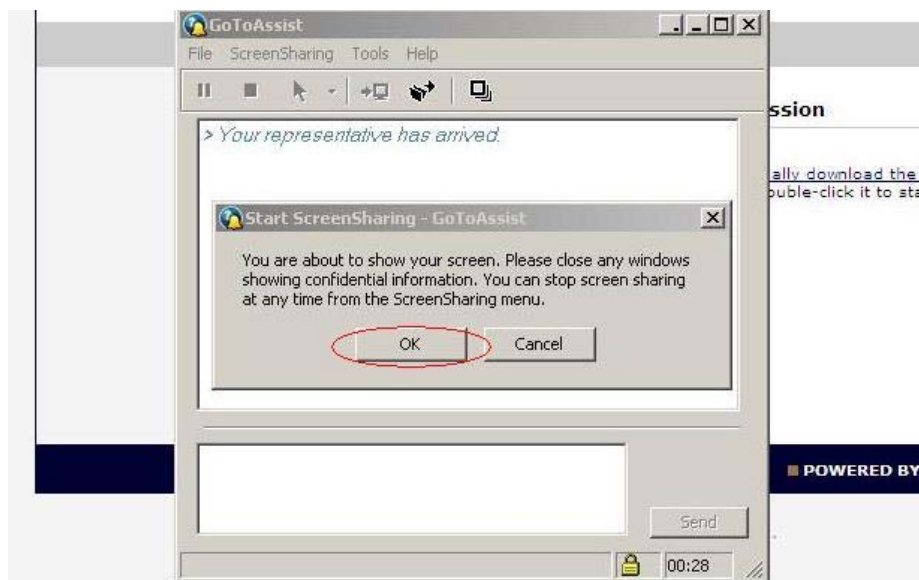 GoToAssist
File ScreenSharing Tools Help
ssion
> Your representative has arrived.
ally download the
ouble-click it to sta
Start ScreenSharing - GoToAssist
You are about to show your screen. Please close any windows
showing confidential information. You can stop screen sharing
at any time from the ScreenSharing menu.
OK Cancel
POWERED BY
Send
00:28